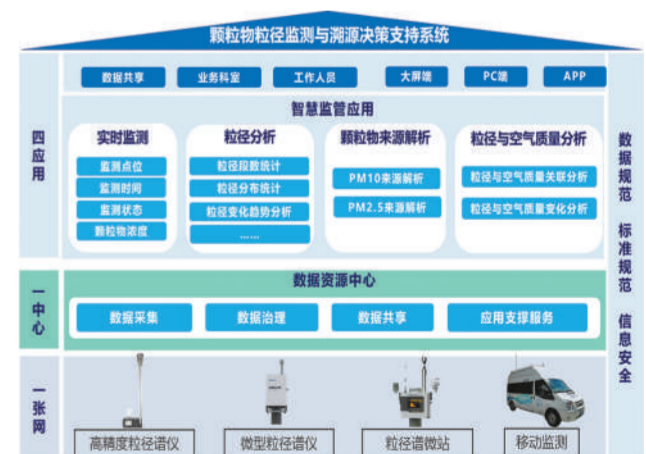 颗粒物粒径监测与溯源决策支持系统
数据共享 业务科室 工作人员 大屏端 PC端 APP
智慧监管应用
四应用
实时监测 粒径分析 颗粒物来源解析 粒径与空气质量分析
监测点位 粒径段数统计
PM10来源解析 粒径与空气质量关联分析
监测时间 粒径分布统计
监测状态 粒径变化趋势分析 PM2.5来源解析 粒径与空气质量变化分析
颗粒物浓度 ……
数据规范 标准规范 信息安全
一中心
数据资源中心
数据采集 数据治理 数据共享 应用支撑服务
一张网
高精度粒径谱仪 微型粒径谱仪 粒径谱微站 移动监测